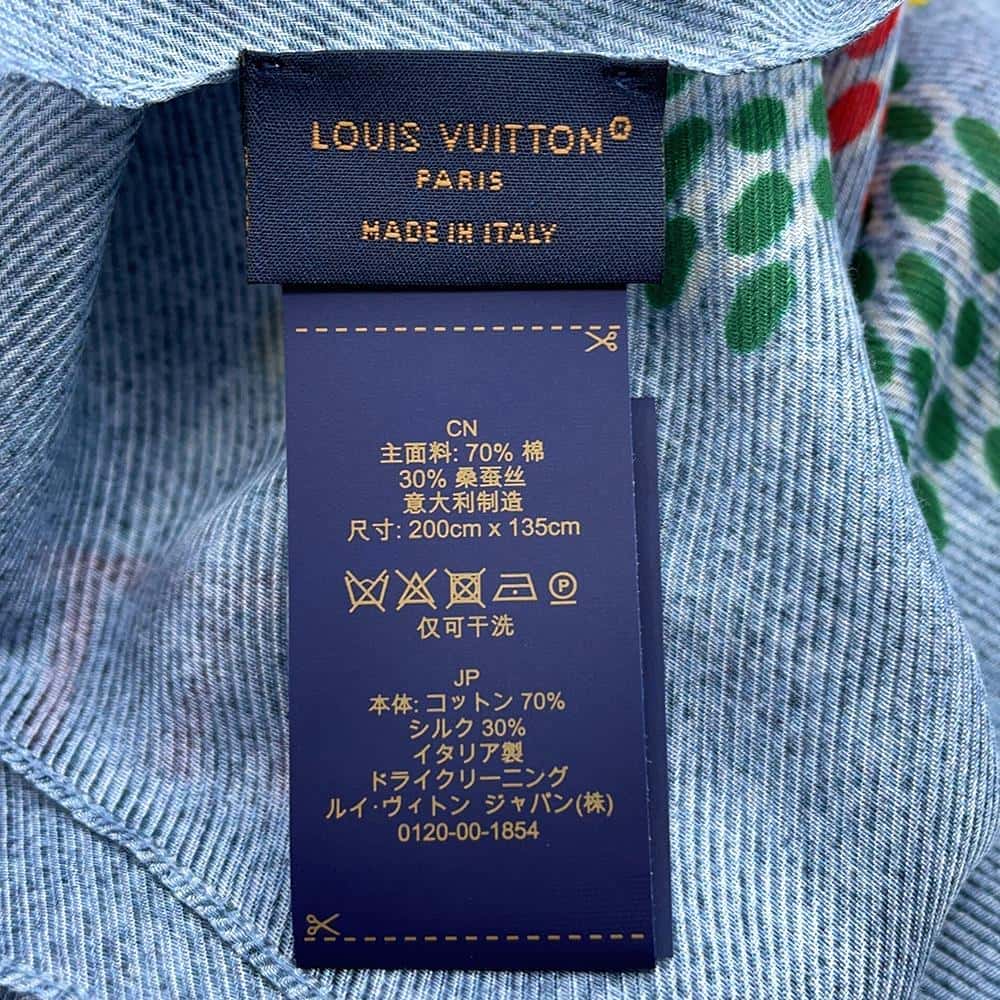 LOUIS VUITTON
PARIS
MADE IN ITALY
CN
主面料: 70% 棉
30% 桑蚕丝
意大利制造
尺寸: 200cm x 135cm
P
仅可干洗
JP
本体: コットン 70%
シルク 30%
イタリア製
ドライクリーニング
ルイ·ヴィトン ジャパン(株)
0120-00-1854